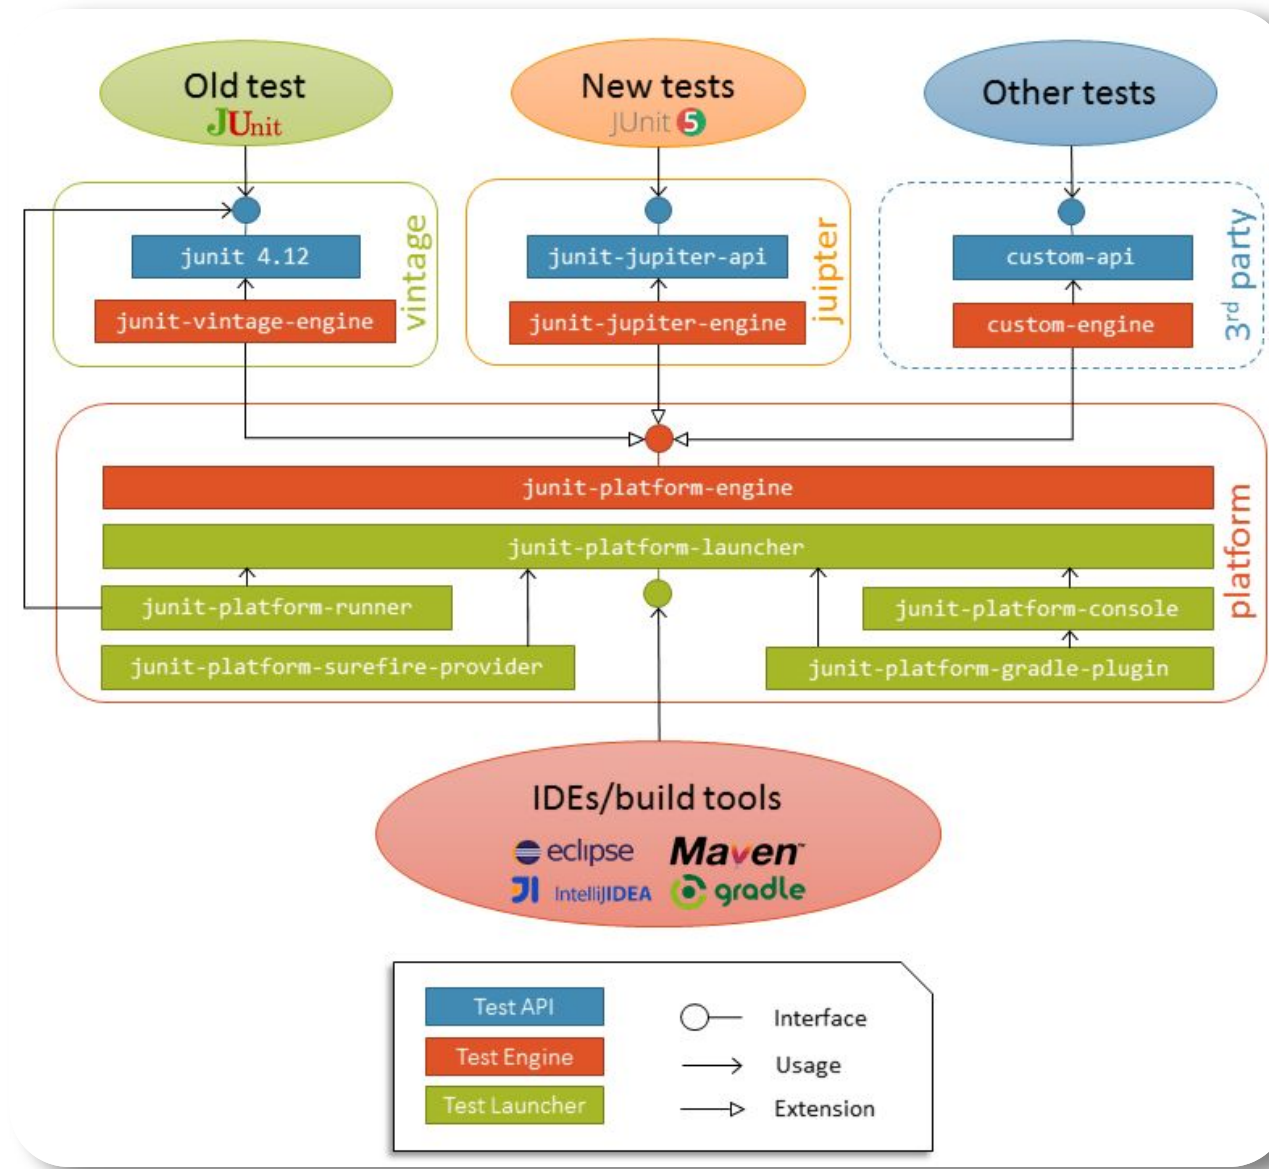 Old test
JUnit
New tests
JUnit 5
Other tests
junit 4.12
junit-vintage-engine
vintage
junit-jupiter-api
junit-jupiter-engine
juipter
custom-api
custom-engine
3rd party
junit-platform-engine
junit-platform-launcher
junit-platform-runner
junit-platform-console
junit-platform-surefire-provider
junit-platform-gradle-plugin
platform
IDEs/build tools
eclipse
Maven™
IntelliJIDEA
gradle
Test API
Interface
Test Engine
Usage
Test Launcher
Extension